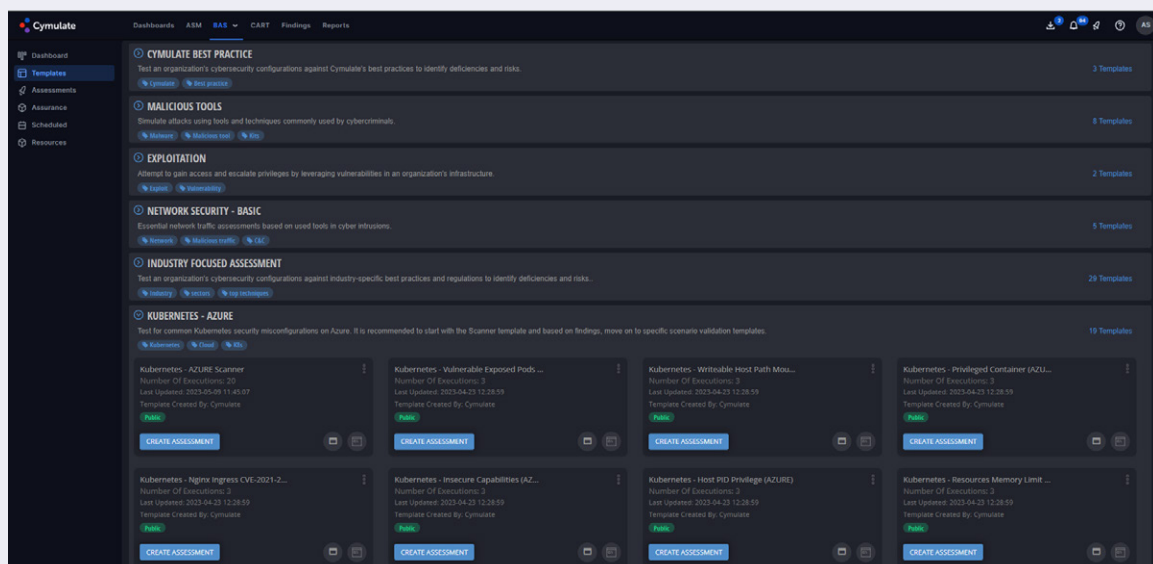 Cymulate
Dashboards ASM BAS CART Findings Reports
3 64 AS
Dashboard
Templates
Assessments
Assurance
Scheduled
Resources
CYMULATE BEST PRACTICE
Test an organization's cybersecurity configurations against Cymulate's best practices to identify deficiencies and risks.
3 Templates
Cymulate Best practice
MALICIOUS TOOLS
Simulate attacks using tools and techniques commonly used by cybercriminals.
8 Templates
Malware Malicious tool Kits
EXPLOITATION
Attempt to gain access and escalate privileges by leveraging vulnerabilities in an organization's infrastructure.
2 Templates
Exploit Vulnerability
NETWORK SECURITY - BASIC
Essential network traffic assessments based on used tools in cyber intrusions.
Templates
Network Malicious traffic C&C
INDUSTRY FOCUSED ASSESSMENT
Test an organization's cybersecurity configurations against industry-specific best practices and regulations to identify deficiencies and risks..
29 Templates
Industry sectors top techniques
KUBERNETES - AZURE
Test for common Kubernetes security misconfigurations on Azure. It is recommended to start with the Scanner template and based on findings, move on to specific scenario validation templates.
19 Templates
Kubernetes Cloud K8s
Kubernetes - AZURE Scanner
Number Of Executions: 20
Last Updated: 2023-05-09 11:45:07
Template Created By: Cymulate
Public
CREATE ASSESSMENT
Kubernetes - Vulnerable Exposed Pods ...
Number Of Executions: 3
Last Updated: 2023-04-23 12:28:59
Template Created By: Cymulate
Public
CREATE ASSESSMENT
Kubernetes - Writeable Host Path Mou...
Number Of Executions: 3
Last Updated: 2023-04-23 12:28:59
Template Created By: Cymulate
Public
CREATE ASSESSMENT
Kubernetes - Privileged Container (AZU...
Number Of Executions: 3
Last Updated: 2023-04-23 12:28:59
Template Created By: Cymulate
Public
CREATE ASSESSMENT
Kubernetes - Nginx Ingress CVE-2021-2...
Number Of Executions: 3
Last Updated: 2023-04-23 12:28:59
Template Created By: Cymulate
Public
CREATE ASSESSMENT
Kubernetes - Insecure Capabilities (AZ...
Number Of Executions: 3
Last Updated: 2023-04-23 12:28:59
Template Created By: Cymulate
Public
CREATE ASSESSMENT
Kubernetes - Host PID Privilege (AZURE)
Number Of Executions: 3
Last Updated: 2023-04-23 12:28:59
Template Created By: Cymulate
Public
CREATE ASSESSMENT
Kubernetes - Resources Memory Limit ...
Number Of Executions: 3
Last Updated: 2023-04-23 12:28:59
Template Created By: Cymulate
Public
CREATE ASSESSMENT